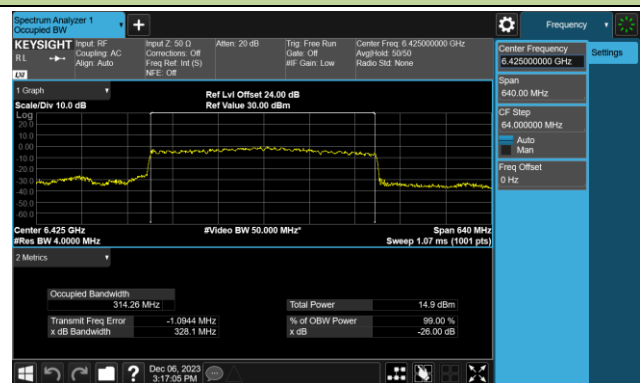 Spectrum Analyzer 1
Occupied BW
Frequency
KEYSIGHT
R L
LXI
Input: RF
Coupling: AC
Align: Auto
Input Z: 50 Ω
Corrections: Off
Freq Ref: Int (S)
NFE: Off
Atten: 20 dB
Trig: Free Run
Gate: Off
#IF Gain: Low
Center Freq: 6.425000000 GHz
Avg|Hold: 50/50
Radio Std: None
Center Frequency
6.425000000 GHz
Settings
Span
640.00 MHz
CF Step
64.000000 MHz
Auto
Man
Freq Offset
0 Hz
1 Graph
Scale/Div 10.0 dB
Ref Lvl Offset 24.00 dB
Ref Value 30.00 dBm
Log
20.0
10.0
0.00
-10.0
-20.0
-30.0
-40.0
-50.0
-60.0
Center 6.425 GHz
#Res BW 4.0000 MHz
#Video BW 50.000 MHz*
Span 640 MHz
Sweep 1.07 ms (1001 pts)
2 Metrics
Occupied Bandwidth
314.26 MHz
Transmit Freq Error -1.0944 MHz
x dB Bandwidth 328.1 MHz
Total Power 14.9 dBm
% of OBW Power 99.00 %
x dB -26.00 dB
Dec 06, 2023
3:17:05 PM